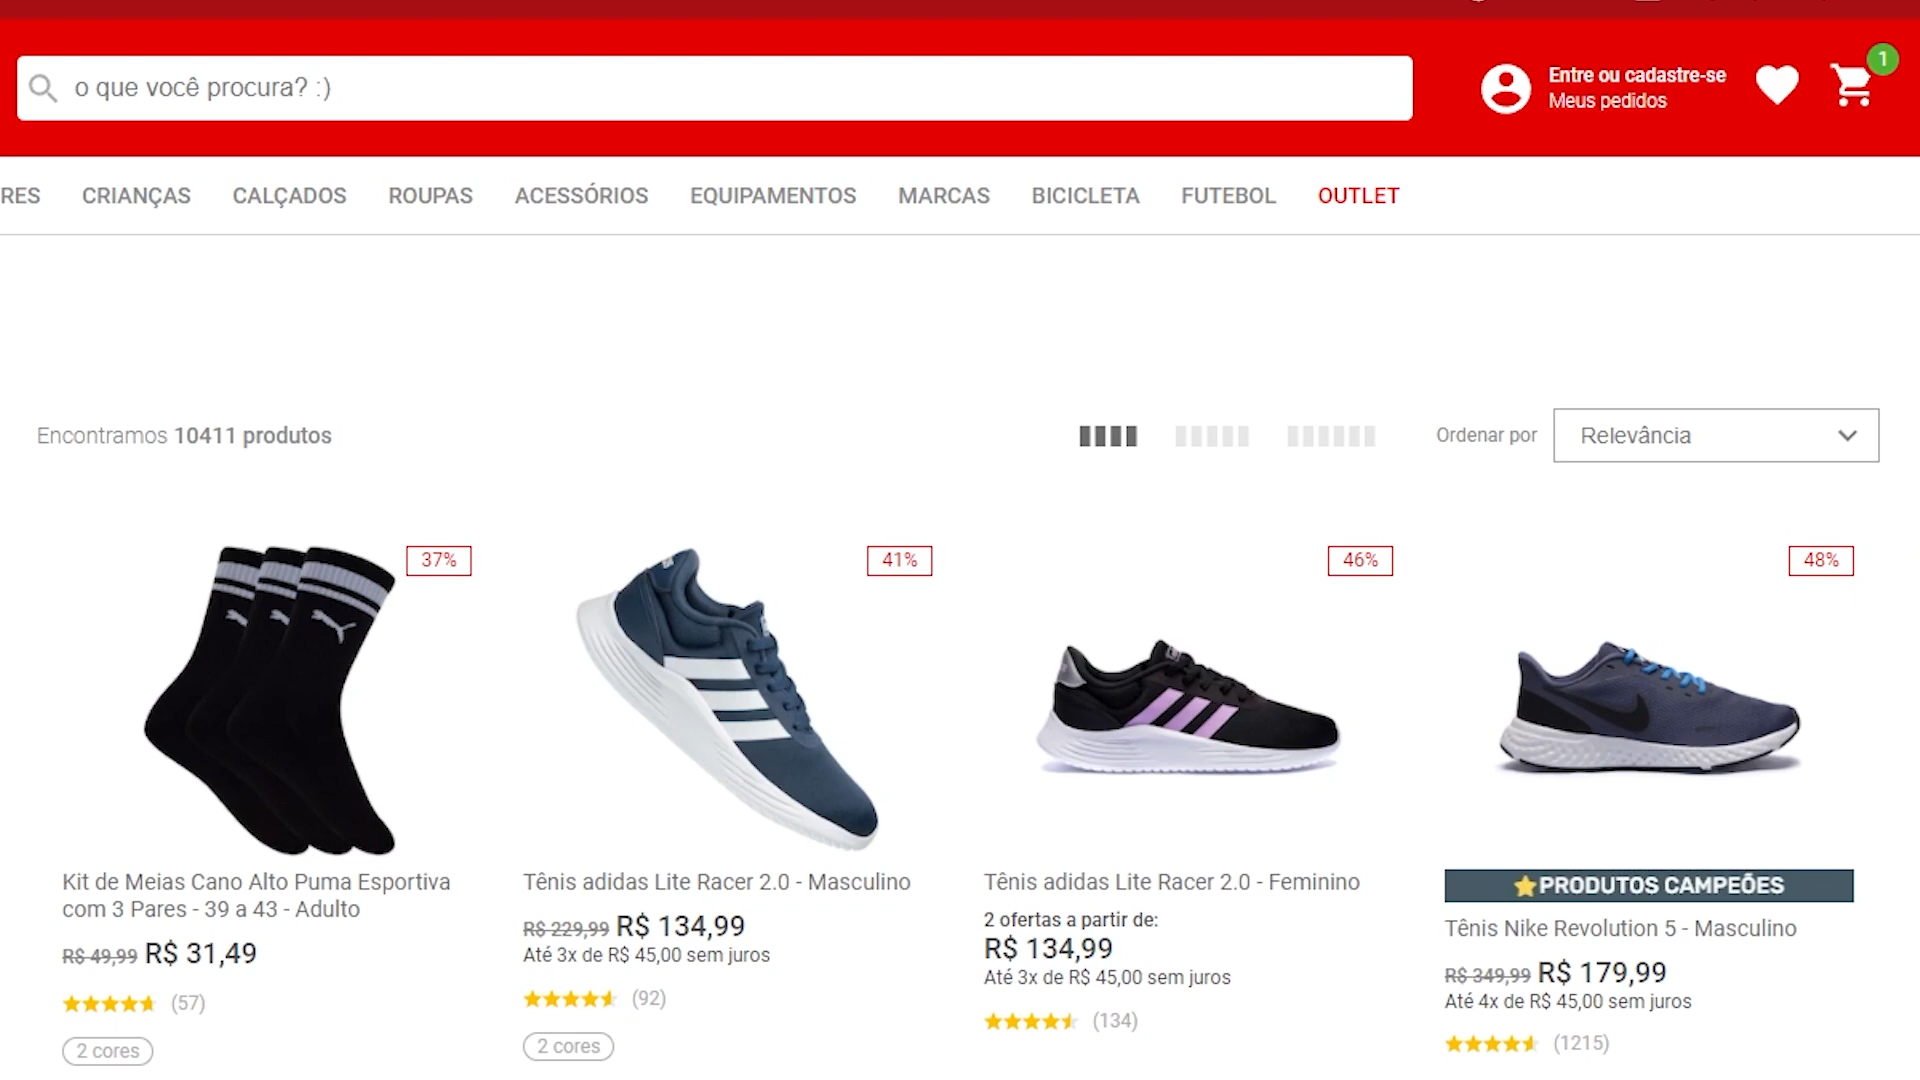 o que você procura? :)
Entre ou cadastre-se
Meus pedidos
1
RES CRIANÇAS CALÇADOS ROUPAS ACESSÓRIOS EQUIPAMENTOS MARCAS BICICLETA FUTEBOL OUTLET
Encontramos 10411 produtos
Ordenar por
Relevância
37%
41%
46%
48%
Kit de Meias Cano Alto Puma Esportiva
com 3 Pares - 39 a 43 - Adulto
R$ 49,99 R$ 31,49
(57)
2 cores
Tênis adidas Lite Racer 2.0 - Masculino
R$ 229,99 R$ 134,99
Até 3x de R$ 45,00 sem juros
(92)
2 cores
Tênis adidas Lite Racer 2.0 - Feminino
2 ofertas a partir de:
R$ 134,99
Até 3x de R$ 45,00 sem juros
(134)
PRODUTOS CAMPEÕES
Tênis Nike Revolution 5 - Masculino
R$ 349,99 R$ 179,99
Até 4x de R$ 45,00 sem juros
(1215)